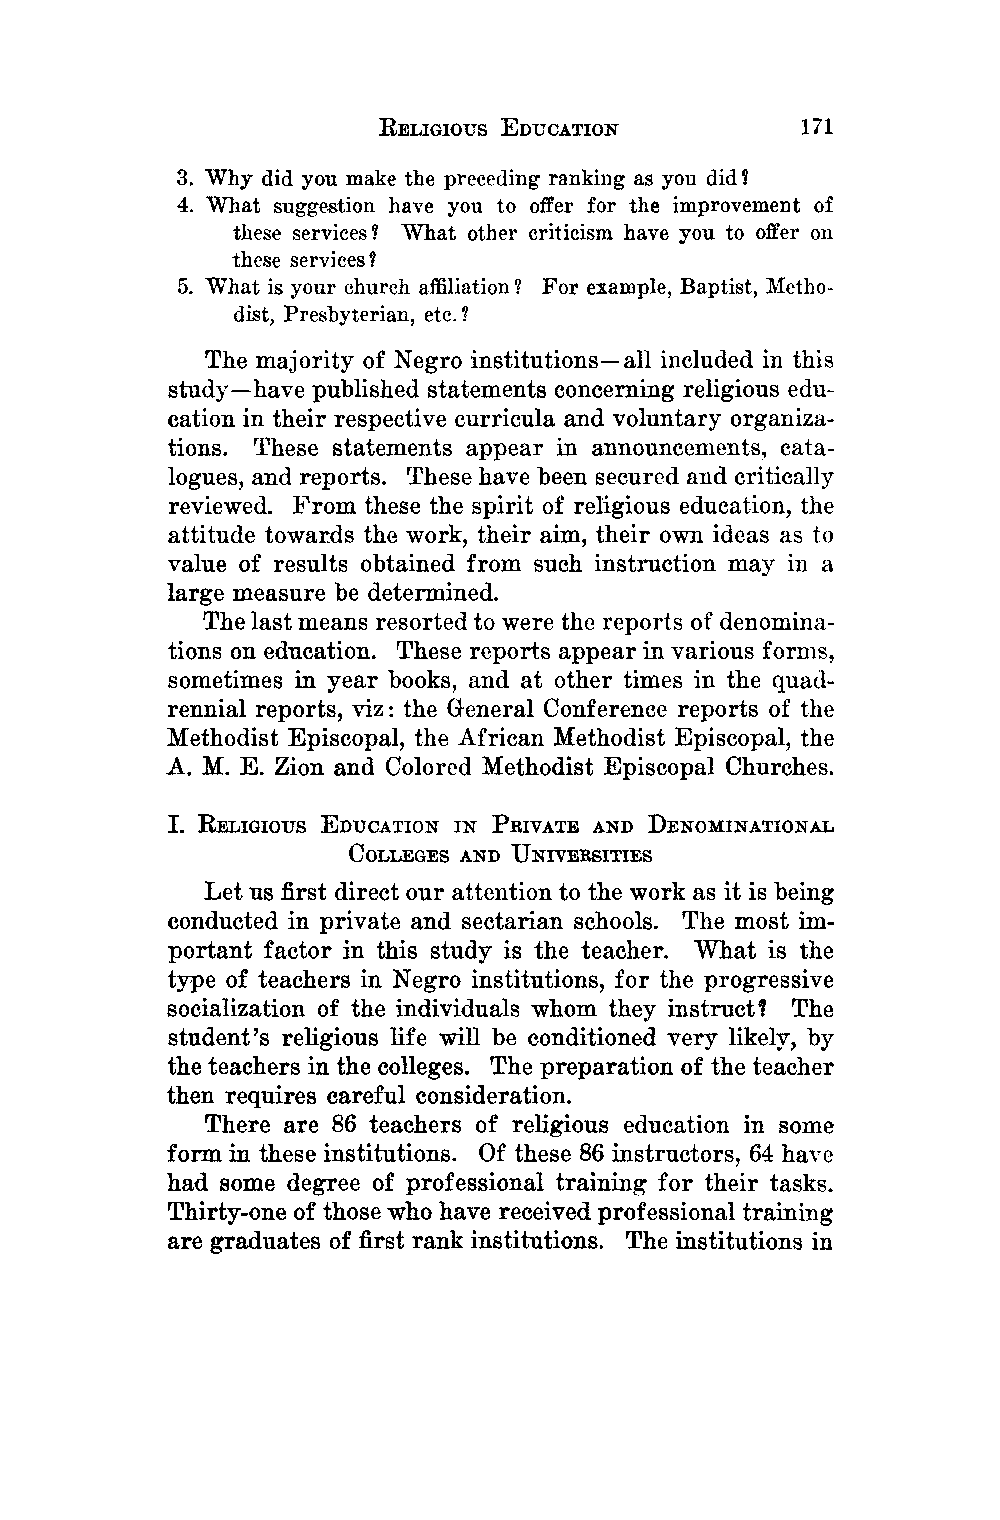 RELIGIOUS EDUCATION 171
3. Why did you make the preceding ranking as you did?
4. What suggestion have you to offer for the improvement of
these services? What other criticism have you to offer on
these services?
5. What is your church affiliation? For example, Baptist, Metho-
dist, Presbyterian, etc.?
The majority of Negro institutions—all included in this
study—have published statements concerning religious edu-
cation in their respective curricula and voluntary organiza-
tions. These statements appear in announcements, cata-
logues, and reports. These have been secured and critically
reviewed. From these the spirit of religious education, the
attitude towards the work, their aim, their own ideas as to
value of results obtained from such instruction may in a
large measure be determined.
The last means resorted to were the reports of denomina-
tions on education. These reports appear in various forms,
sometimes in year books, and at other times in the quad-
rennial reports, viz: the General Conference reports of the
Methodist Episcopal, the African Methodist Episcopal, the
A. M. E. Zion and Colored Methodist Episcopal Churches.
I. RELIGIOUS EDUCATION IN PRIVATE AND DENOMINATIONAL
COLLEGES AND UNIVERSITIES
Let us first direct our attention to the work as it is being
conducted in private and sectarian schools. The most im-
portant factor in this study is the teacher. What is the
type of teachers in Negro institutions, for the progressive
socialization of the individuals whom they instruct? The
student's religious life will be conditioned very likely, by
the teachers in the colleges. The preparation of the teacher
then requires careful consideration.
There are 86 teachers of religious education in some
form in these institutions. Of these 86 instructors, 64 have
had some degree of professional training for their tasks.
Thirty-one of those who have received professional training
are graduates of first rank institutions. The institutions in